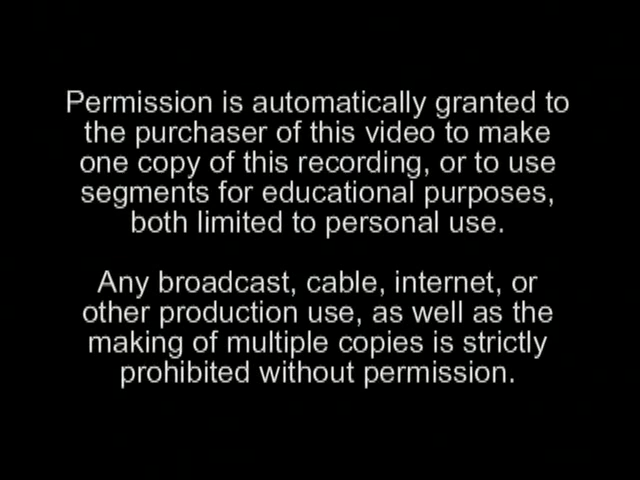 Permission is automatically granted to
the purchaser of this video to make
one copy of this recording, or to use
segments for educational purposes,
both limited to personal use.
Any broadcast, cable, internet, or
other production use, as well as the
making of multiple copies is strictly
prohibited without permission.